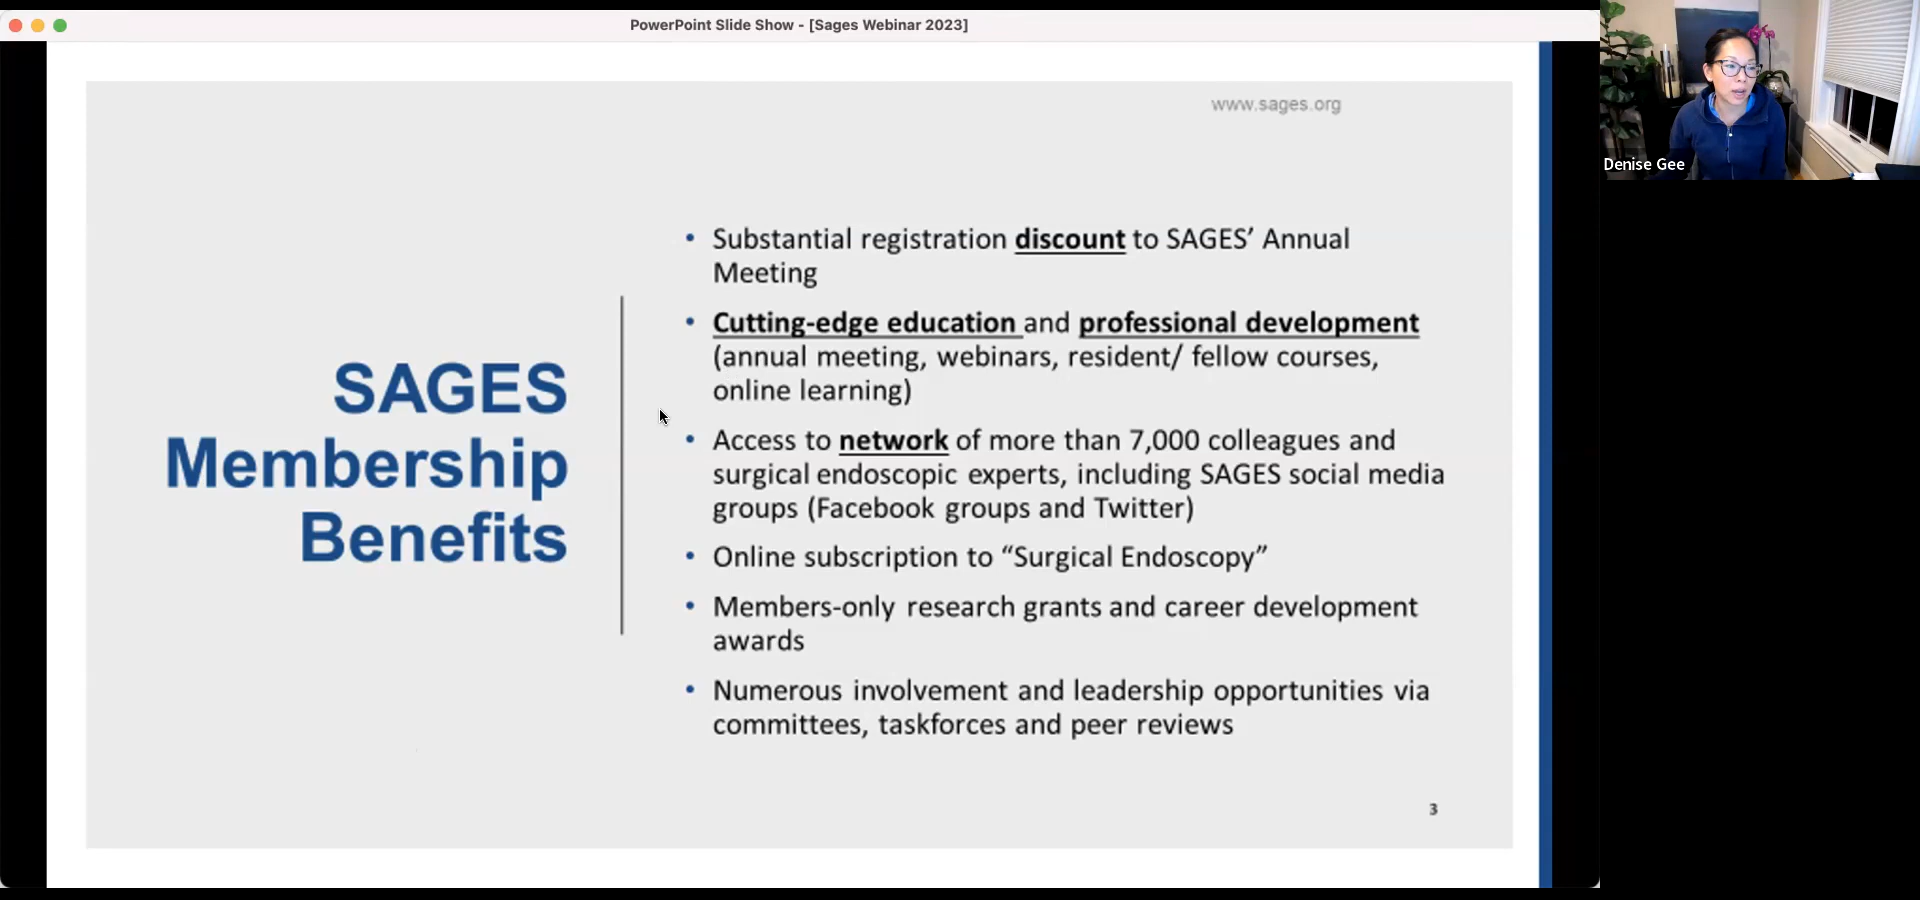 PowerPoint Slide Show - [Sages Webinar 2023]
Denise Gee
www.sages.org
SAGES
Membership
Benefits
• Substantial registration discount to SAGES’ Annual
Meeting
• Cutting-edge education and professional development
(annual meeting, webinars, resident/ fellow courses,
online learning)
• Access to network of more than 7,000 colleagues and
surgical endoscopic experts, including SAGES social media
groups (Facebook groups and Twitter)
• Online subscription to “Surgical Endoscopy”
• Members-only research grants and career development
awards
• Numerous involvement and leadership opportunities via
committees, taskforces and peer reviews
3